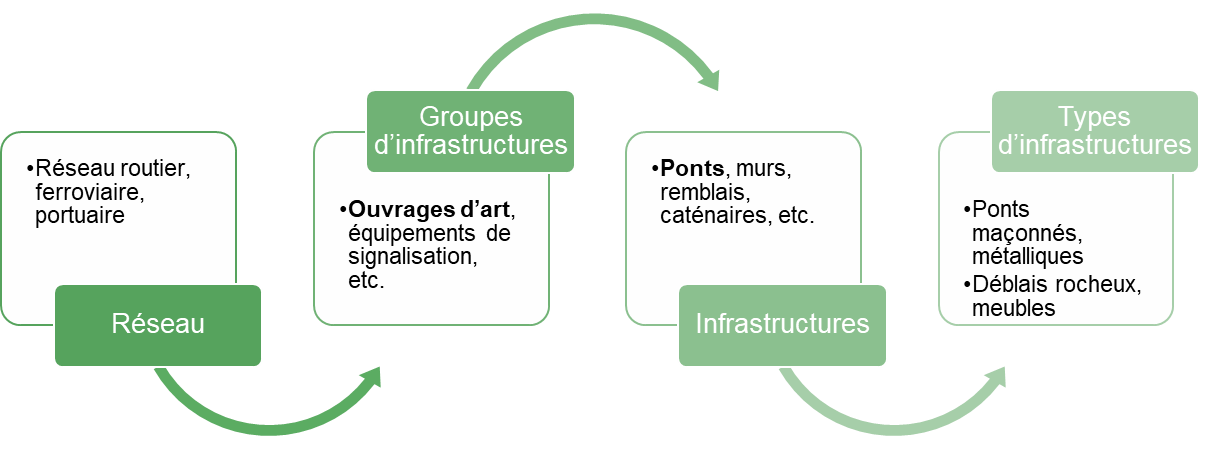 •Réseau routier,
ferroviaire,
portuaire
Réseau
Groupes
d’infrastructures
•Ouvrages d’art,
équipements de
signalisation,
etc.
•Ponts, murs,
remblais,
caténaires, etc.
Infrastructures
Types
d’infrastructures
•Ponts
maçonnés,
métalliques
•Déblais rocheux,
meubles